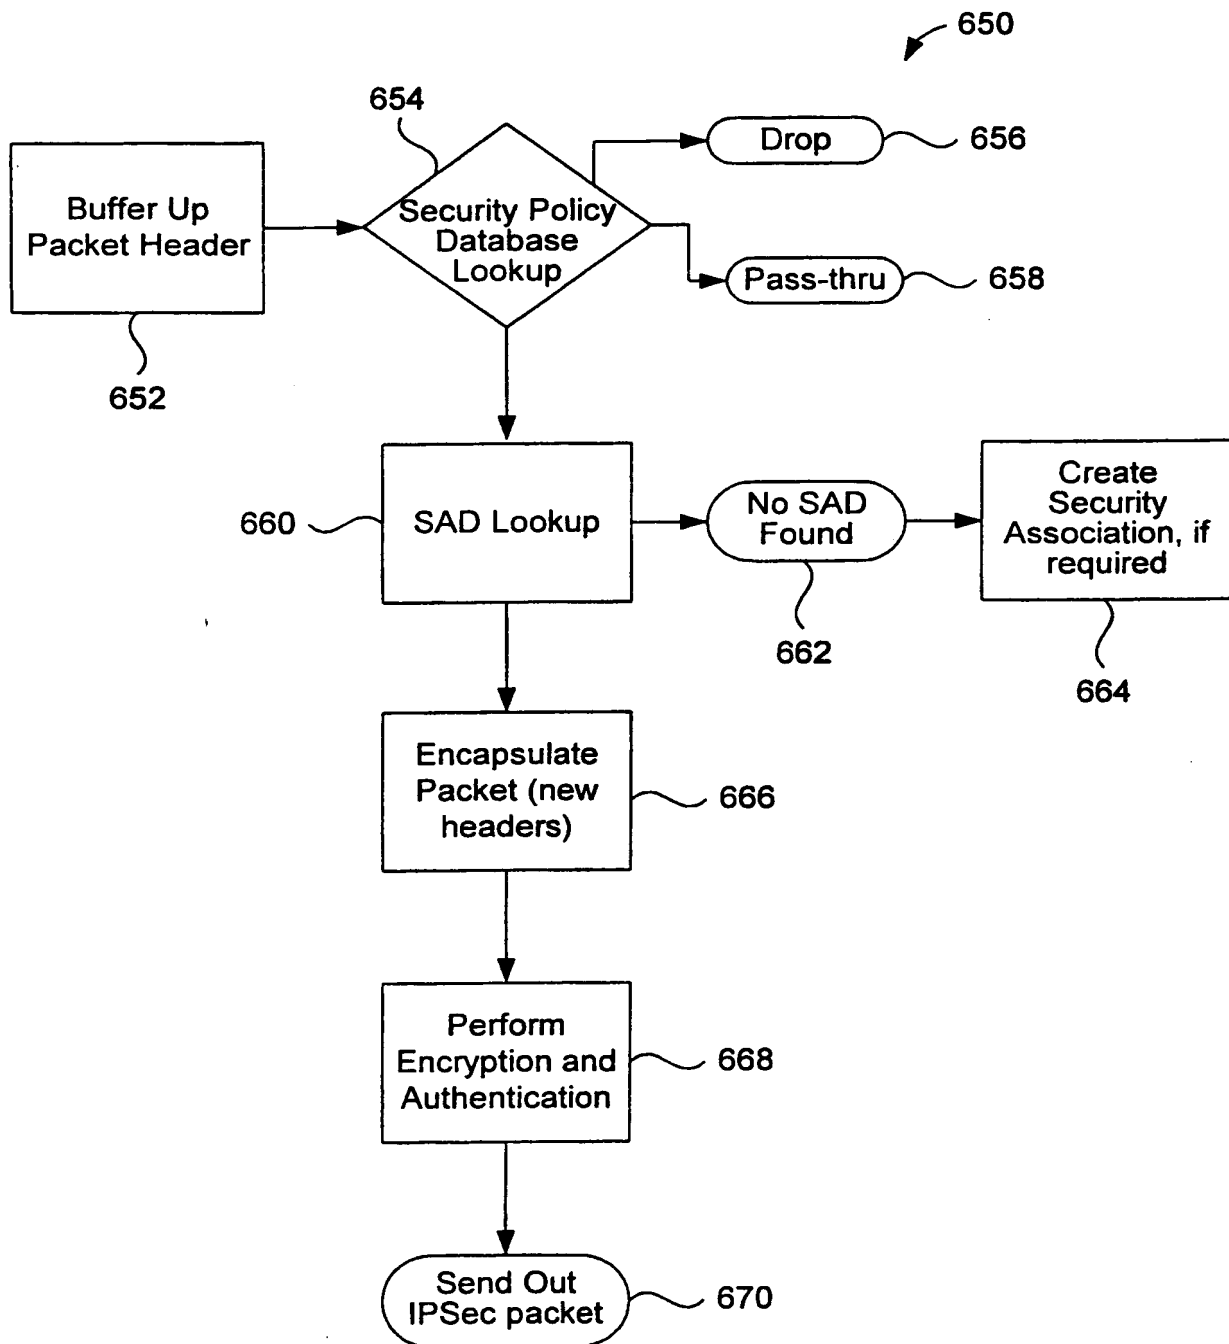 650
654
Drop
656
Buffer Up
Packet Header
Security Policy
Database
Lookup
Pass-thru
658
652
660
SAD Lookup
No SAD
Found
Create
Security
Association, if
required
662
664
Encapsulate
Packet (new
headers)
666
Perform
Encryption and
Authentication
668
Send Out
IPSec packet
670